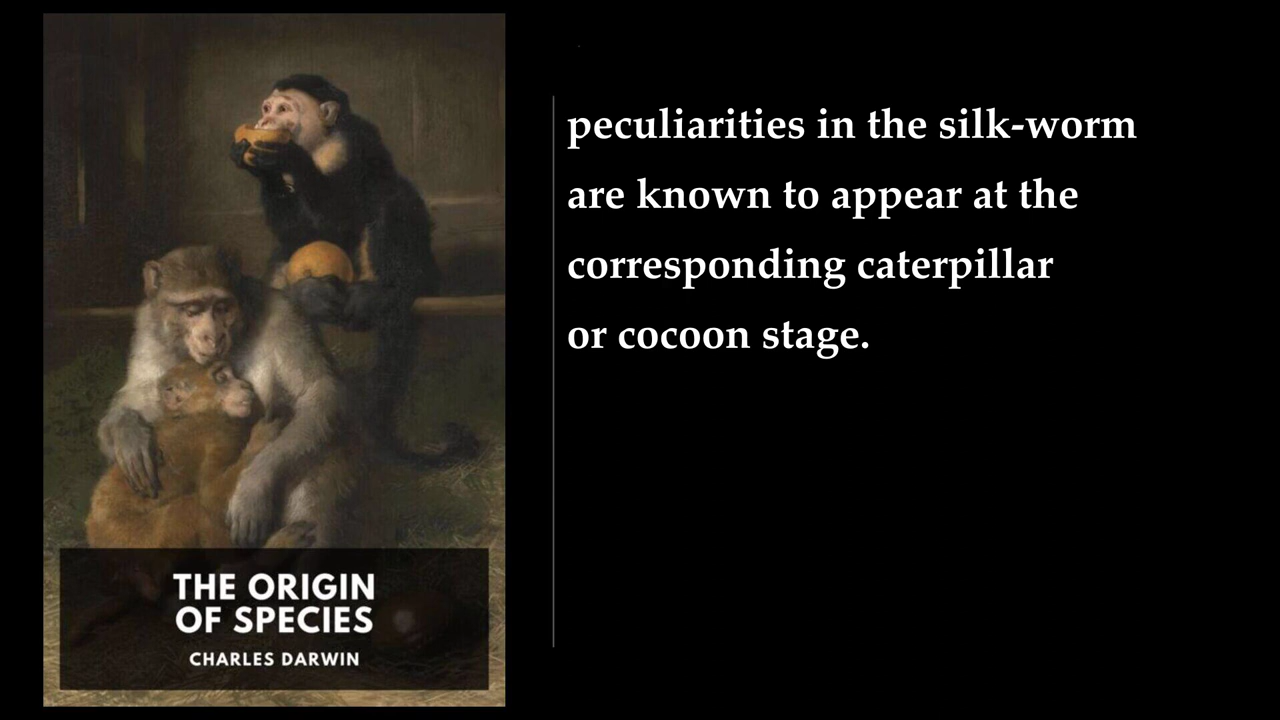 peculiarities in the silk-worm
are known to appear at the
corresponding caterpillar
or cocoon stage.
THE ORIGIN
OF SPECIES
CHARLES DARWIN